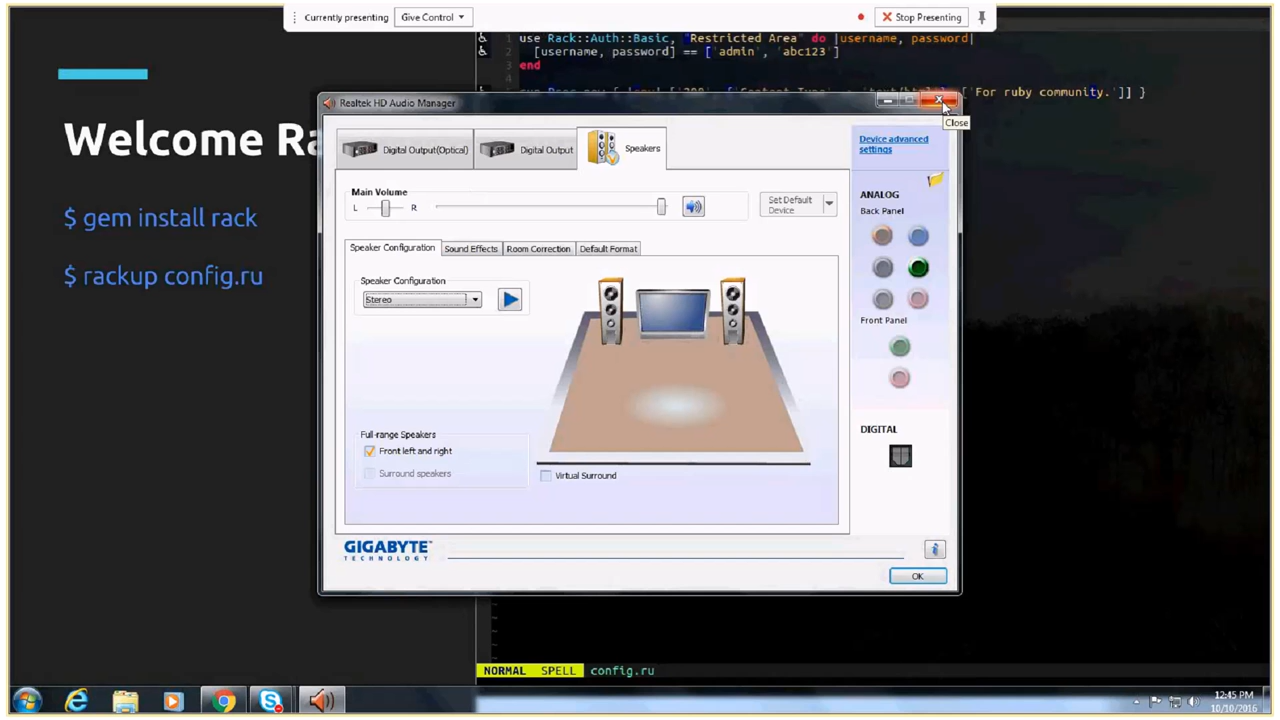 Currently presenting
Give Control
Stop Presenting
1 use Rack::Auth::Basic, "Restricted Area" do |username, password|
2 [username, password] == ['admin', 'abc123']
3 end
4
['For ruby community.']] }
Welcome Ra
$ gem install rack
$ rackup config.ru
Realtek HD Audio Manager
Close
Digital Output(Optical)
Digital Output
Speakers
Device advanced
settings
Main Volume
L
R
Set Default
Device
ANALOG
Back Panel
Speaker Configuration
Sound Effects
Room Correction
Default Format
Speaker Configuration
Stereo
Front Panel
Full-range Speakers
Front left and right
Surround speakers
Virtual Surround
DIGITAL
GIGABYTE
TECHNOLOGY
i
OK
NORMAL SPELL config.ru
12:45 PM
10/10/2016